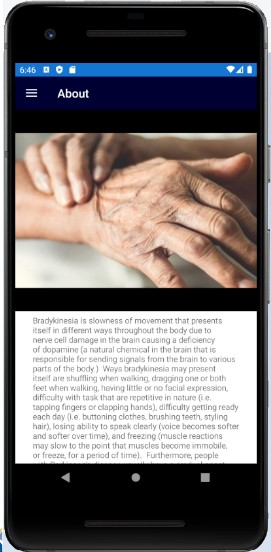 6:46
About
Bradykinesia is slowness of movement that presents
itself in different ways throughout the body due to
nerve cell damage in the brain causing a deficiency
of dopamine (a natural chemical in the brain that is
responsible for sending signals from the brain to various
parts of the body.)  Ways bradykinesia may present
itself are shuffling when walking, dragging one or both
feet when walking, having little or no facial expression,
difficulty with task that are repetitive in nature (i.e.
tapping fingers or clapping hands), difficulty getting ready
each day (i.e. buttoning clothes, brushing teeth, styling
hair), losing ability to speak clearly (voice becomes softer
and softer over time), and freezing (muscle reactions
may slow to the point that muscles become immobile,
or freeze, for a period of time).  Furthermore, people